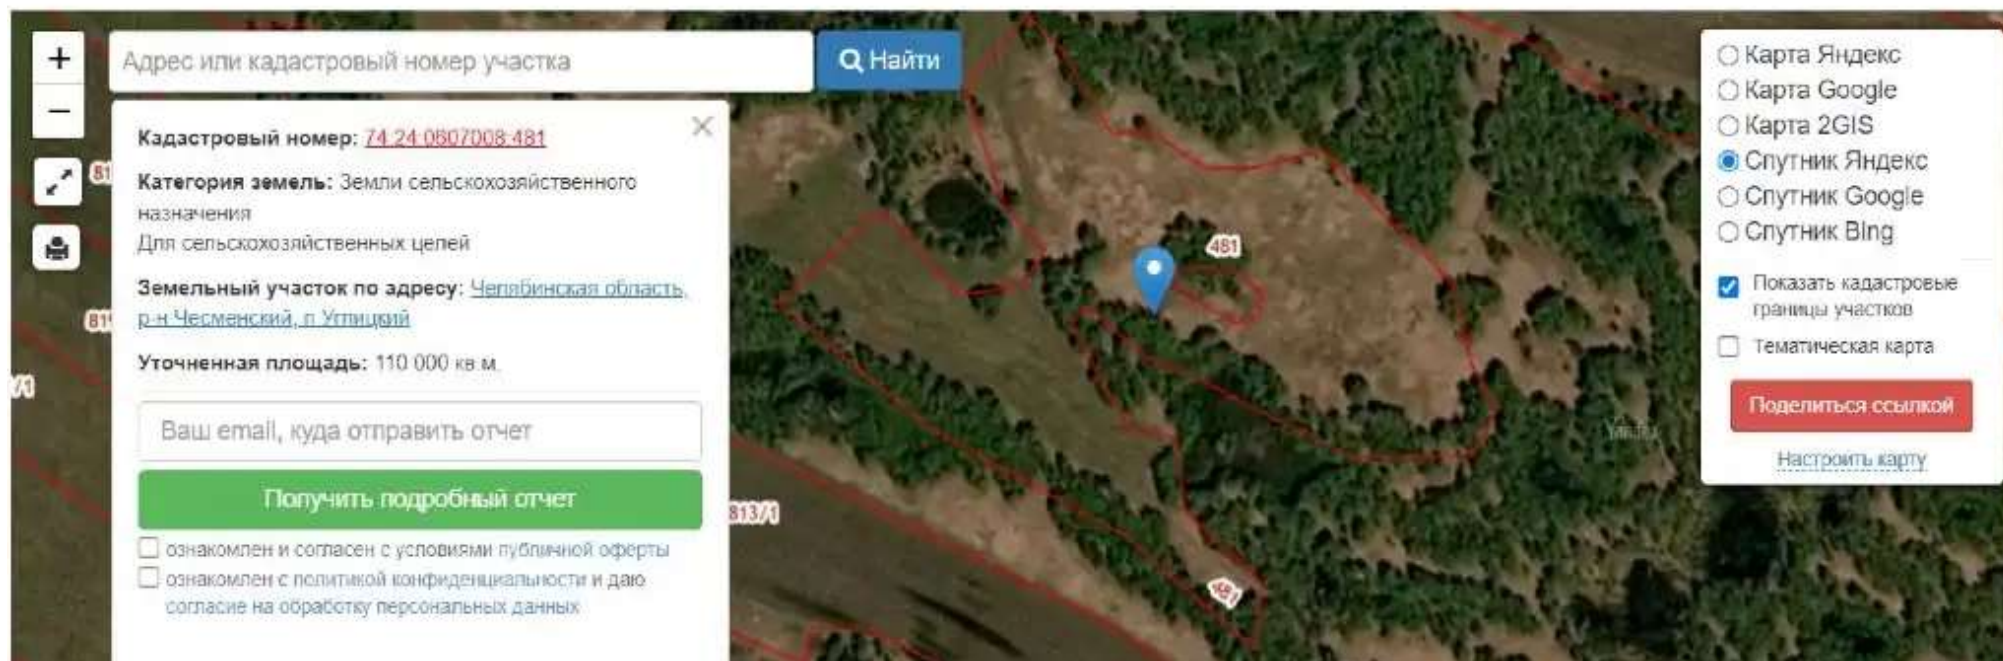 +
Адрес или кадастровый номер участка
Найти
−
Кадастровый номер: 74:24:0607008:481
×
Категория земель: Земли сельскохозяйственного
назначения
Для сельскохозяйственных целей
Земельный участок по адресу: Челябинская область,
р-н Чесменский, п Углицкий
Уточненная площадь: 110 000 кв.м.
Ваш email, куда отправить отчет
Получить подробный отчет
ознакомлен и согласен с условиями публичной оферты
ознакомлен с политикой конфиденциальности и даю
согласие на обработку персональных данных
81
819
/1
813/1
481
481
Yandex
Карта Яндекс
Карта Google
Карта 2GIS
Спутник Яндекс
Спутник Google
Спутник Bing
Показать кадастровые
границы участков
Тематическая карта
Поделиться ссылкой
Настроить карту